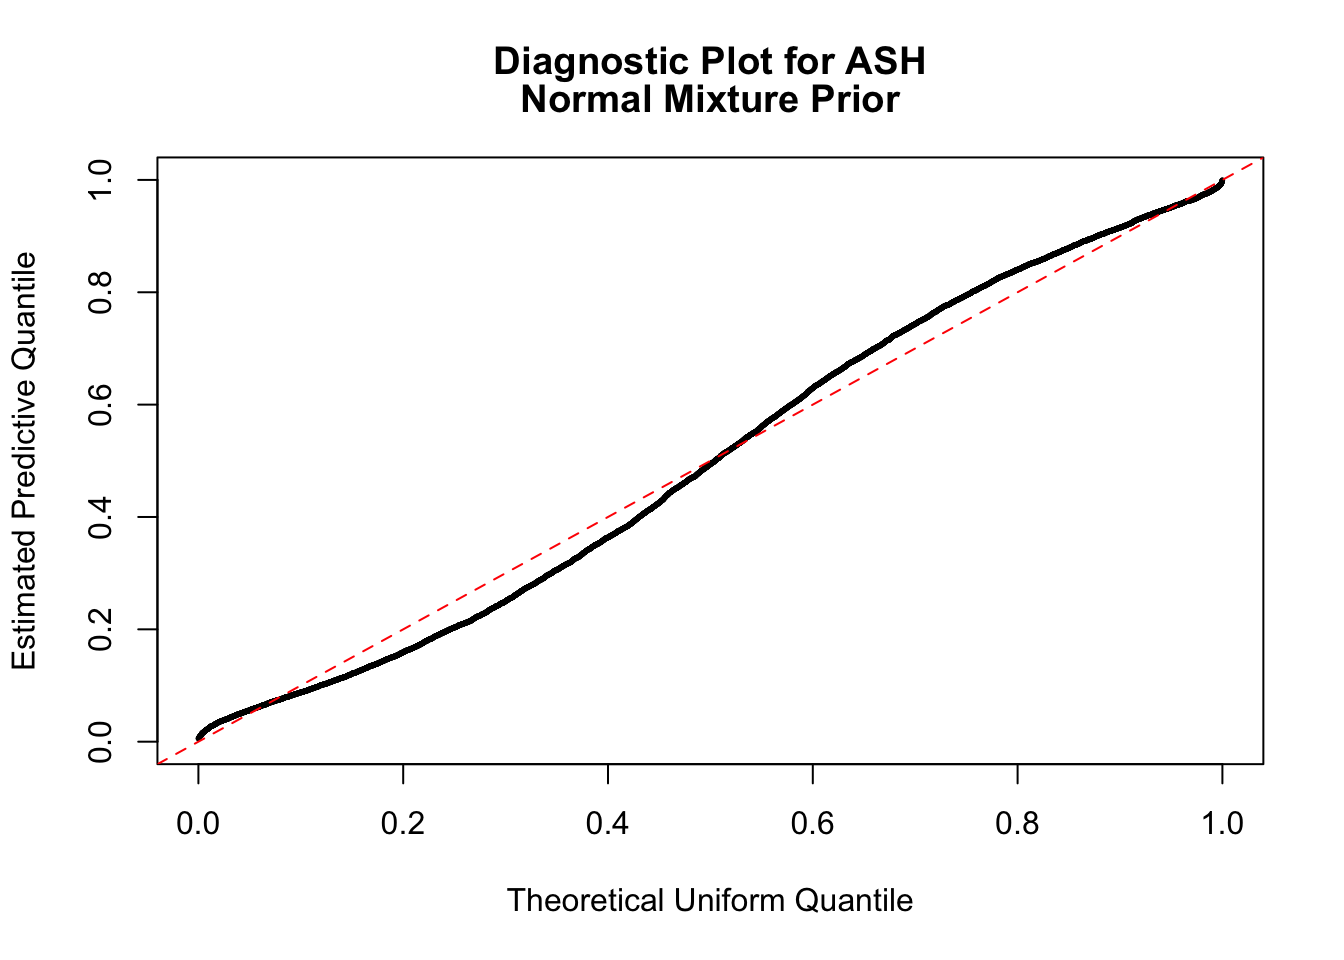 Diagnostic Plot for ASH
Normal Mixture Prior
Estimated Predictive Quantile
1.0
0.8
0.6
0.4
0.2
0.0
0.0 0.2 0.4 0.6 0.8 1.0
Theoretical Uniform Quantile